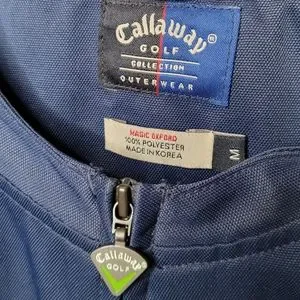 Callaway®
GOLF
COLLECTION
OUTERWEAR
MAGIC OXFORD
100% POLYESTER
MADE IN KOREA
M
Callaway
GOLF